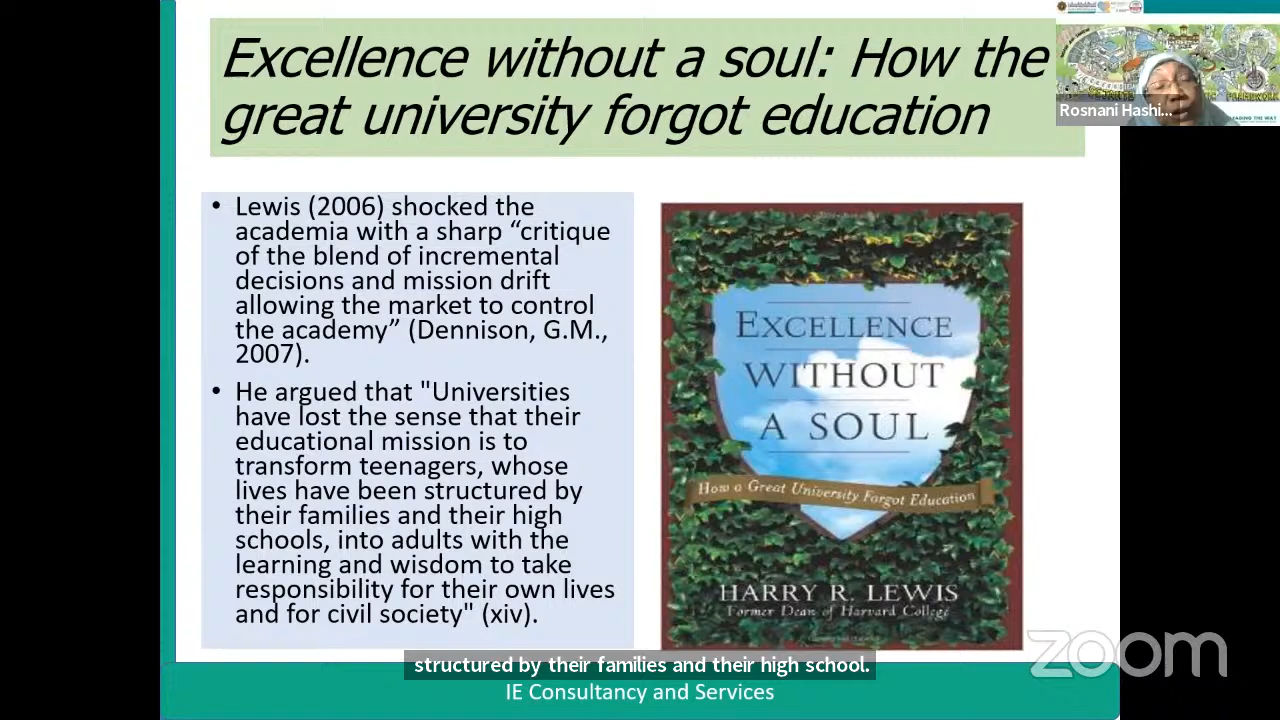 Excellence without a soul: How the
great university forgot education
Rosnani Hashi...
• Lewis (2006) shocked the
academia with a sharp “critique
of the blend of incremental
decisions and mission drift
allowing the market to control
the academy” (Dennison, G.M.,
2007).
• He argued that "Universities
have lost the sense that their
educational mission is to
transform teenagers, whose
lives have been structured by
their families and their high
schools, into adults with the
learning and wisdom to take
responsibility for their own lives
and for civil society" (xiv).
EXCELLENCE
WITHOUT
A SOUL
How a Great University Forgot Education
HARRY R. LEWIS
Former Dean of Harvard College
zoom
structured by their families and their high school.
IE Consultancy and Services